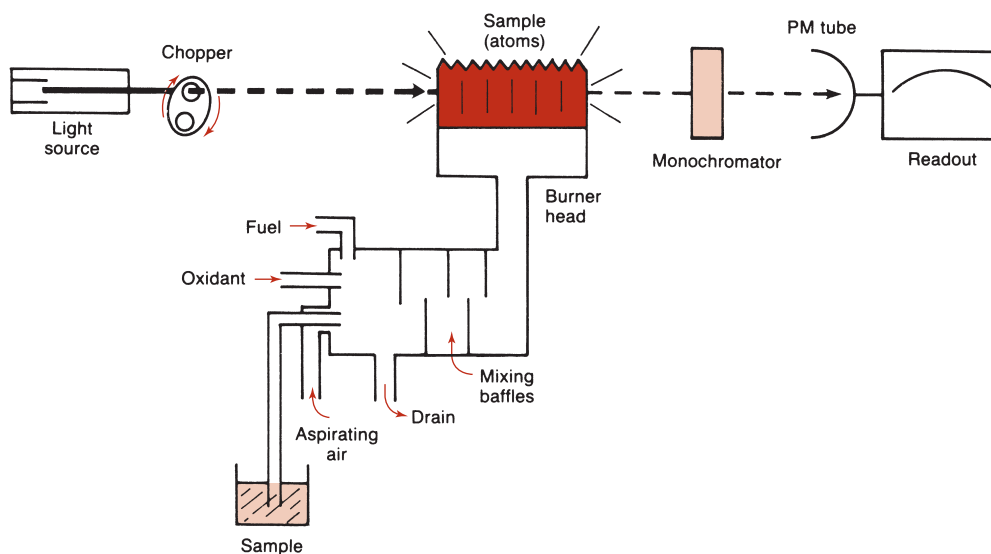 Sample
(atoms)
PM tube
Chopper
Light
source
Monochromator
Readout
Burner
head
Fuel
Oxidant
Mixing
baffles
Drain
Aspirating
air
Sample